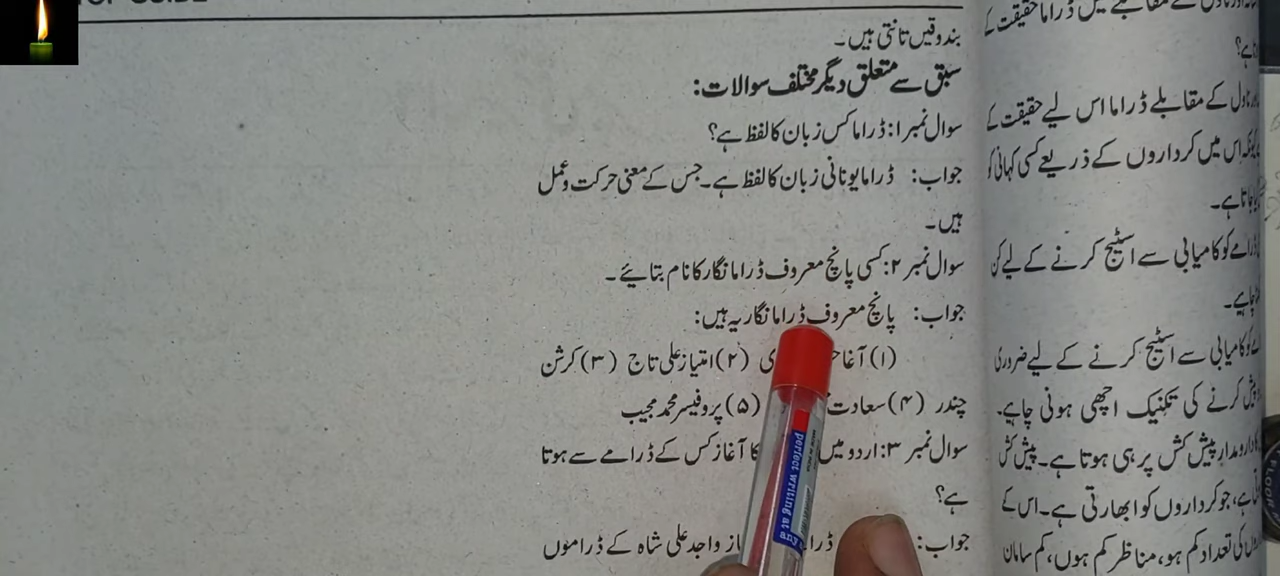 TOP GUIDE
بندوقیں تانتی ہیں۔
سبق سے متعلق دیگر مختلف سوالات:
سوال نمبر ۱: ڈراما کس زبان کا لفظ ہے؟
جواب: ڈراما یونانی زبان کا لفظ ہے۔ جس کے معنی حرکت و عمل
ہیں۔
سوال نمبر ۲: کسی پانچ معروف ڈراما نگار کا نام بتائیے۔
جواب: پانچ معروف ڈراما نگار یہ ہیں:
(۱) آغا (۲) امتیاز علی تاج (۳) کرشن
چندر (۴) سعادت (۵) پروفیسر محمد مجیب
سوال نمبر ۳: اردو میں کا آغاز کس کے ڈرامے سے ہوتا
ہے؟
جواب: واجد علی شاہ کے ڈراموں
مقابلے میں ڈراما حقیقت کے
ناول کے مقابلے ڈراما اس لیے حقیقت کے
کیونکہ اس میں کرداروں کے ذریعے کسی کہانی کو
جاتا ہے۔
ڈرامے کو کامیابی سے اسٹیج کرنے کے لیے کن
چاہیے۔
کو کامیابی سے اسٹیج کرنے کے لیے ضروری
پیش کرنے کی تکنیک اچھی ہونی چاہیے۔
دارومدار پیش کش پر ہی ہوتا ہے۔ پیش کش
ہے، جو کرداروں کو ابھارتی ہے۔ اس کے
کی تعداد کم ہو، مناظر کم ہوں، کم سامان